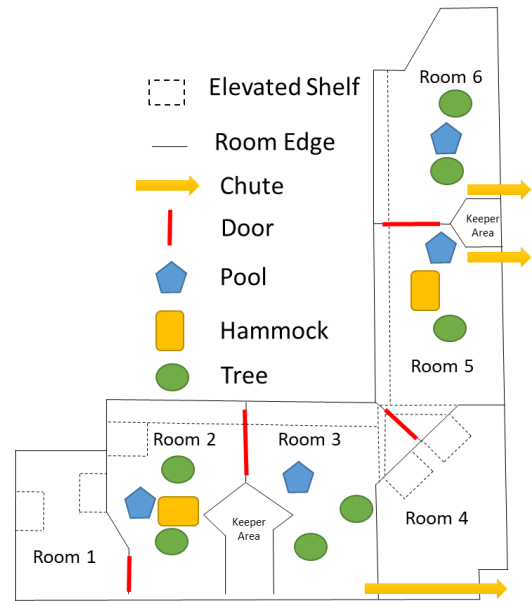 Elevated Shelf
Room Edge
Chute
Door
Pool
Hammock
Tree
Room 6
Keeper
Area
Room 5
Room 2
Room 3
Keeper
Area
Room 4
Room 1